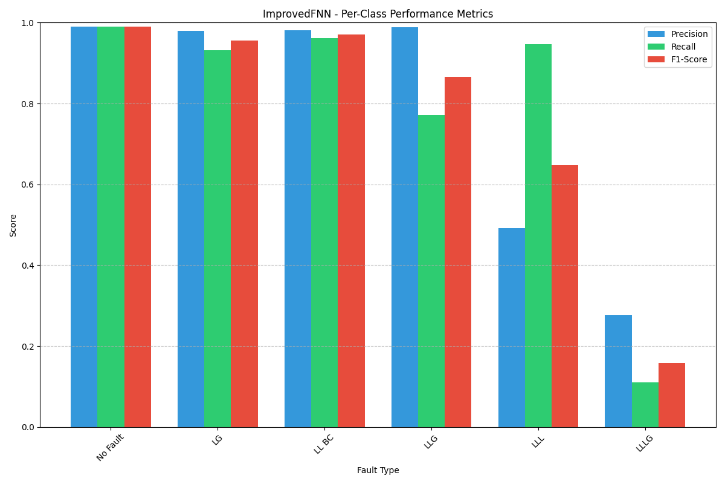 ImprovedFNN - Per-Class Performance Metrics
Precision
Recall
F1-Score
1.0
0.8
0.6
0.4
0.2
0.0
Score
No Fault
LG
LL BC
LLG
LLL
LLLG
Fault Type